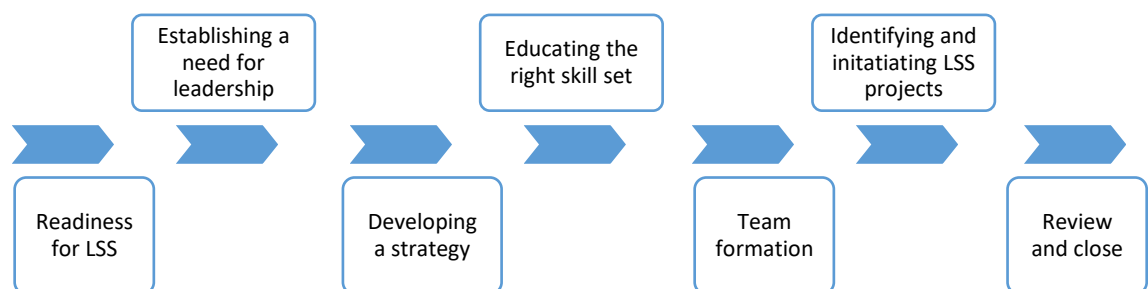 Readiness
for LSS
Establishing a
need for
leadership
Developing
a strategy
Educating the
right skill set
Team
formation
Identifying and
initatiating LSS
projects
Review
and close